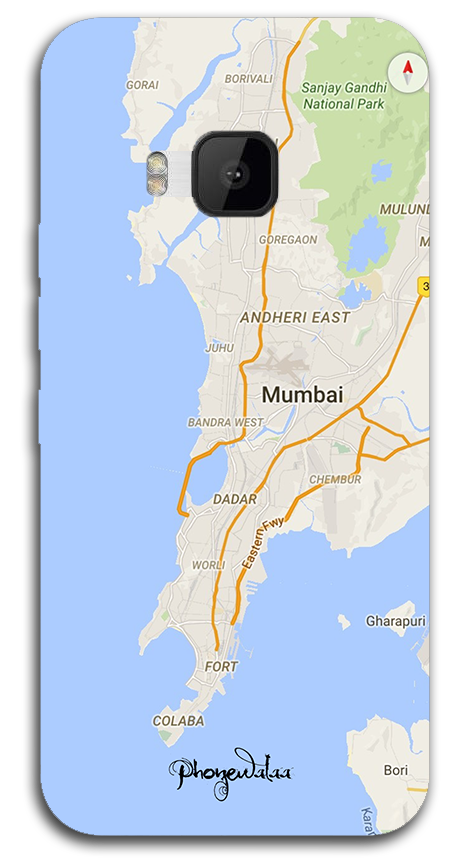 GORAI
BORIVALI
Sanjay Gandhi
National Park
MULUND
M
GOREGAON
3
ANDHERI EAST
JUHU
Mumbai
BANDRA WEST
CHEMBUR
DADAR
Eastern Fwy
WORLI
Gharapuri
FORT
COLABA
Phonewalaa
Bori
Karan